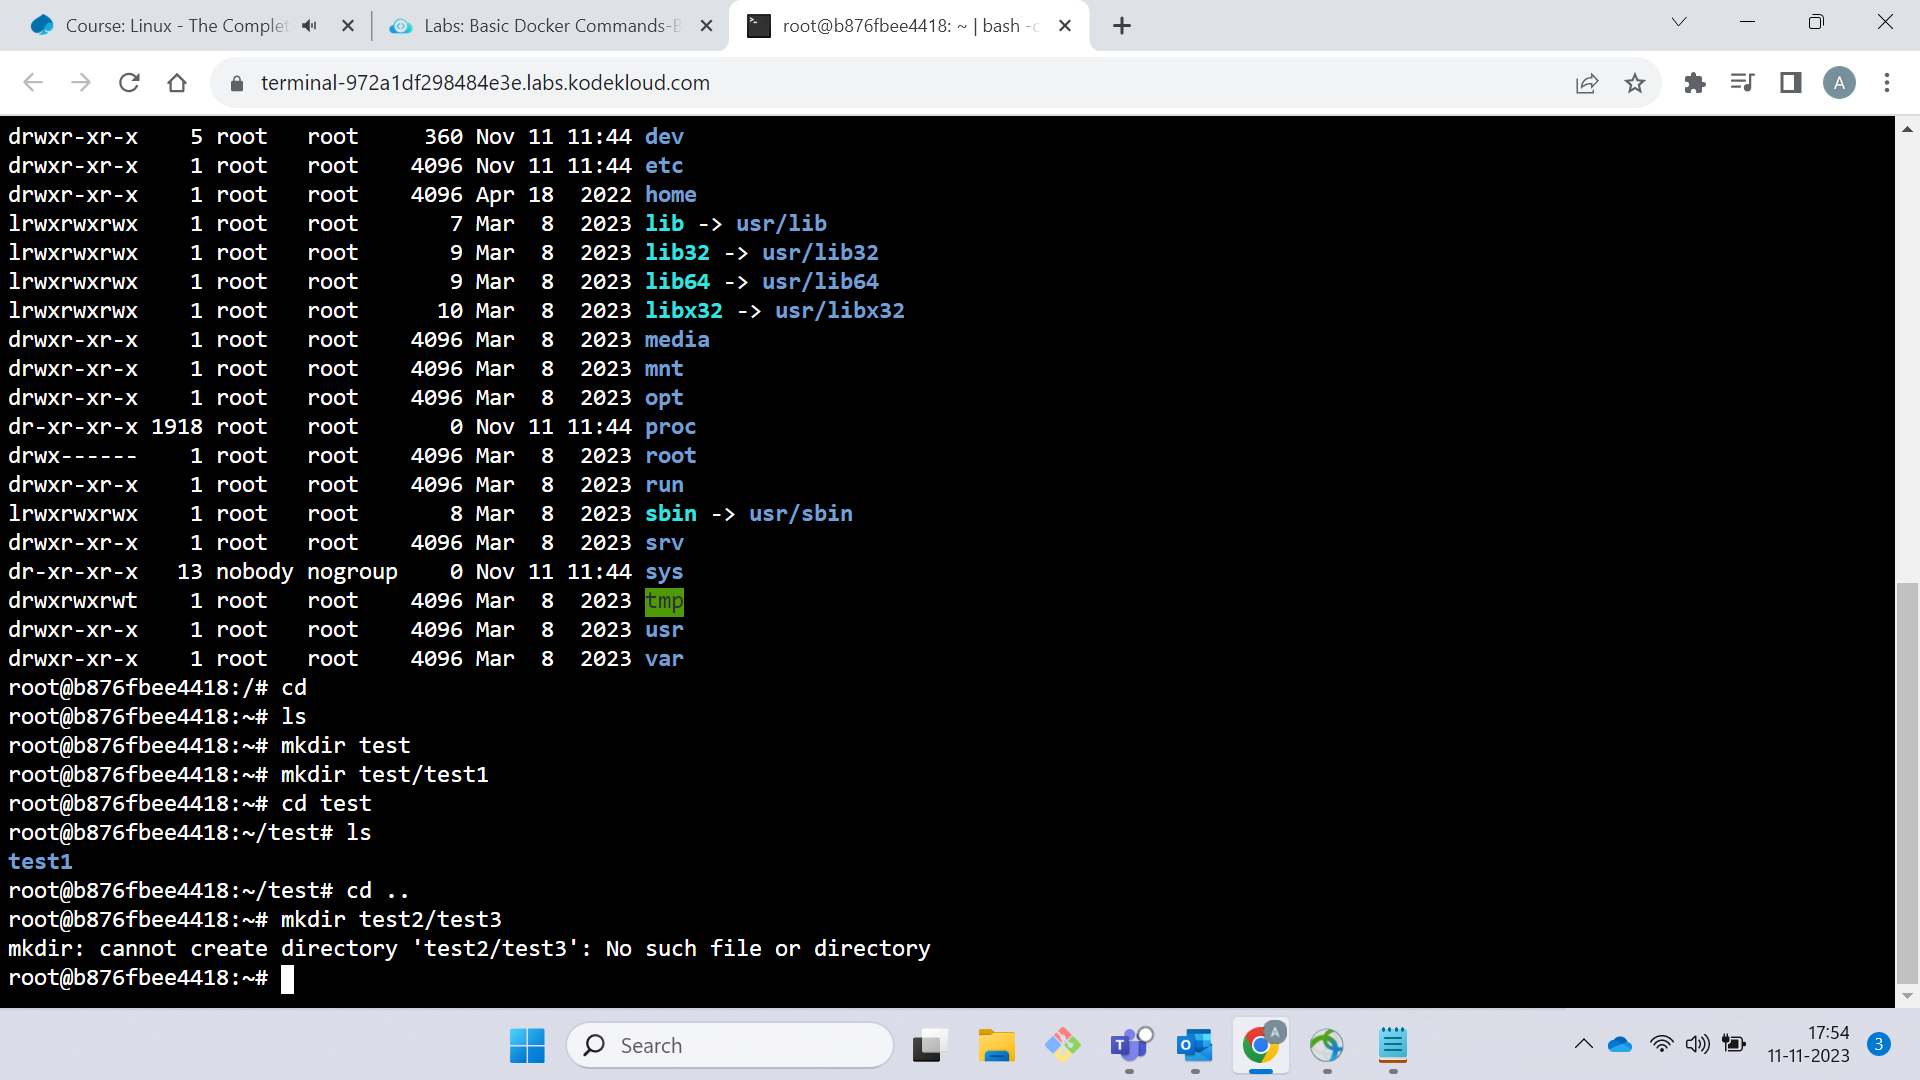 Course: Linux - The Complet
Labs: Basic Docker Commands-B
root@b876fbee4418: ~ | bash -c
terminal-972a1df298484e3e.labs.kodekloud.com
A
drwxr-xr-x    5 root   root     360 Nov 11 11:44 dev
drwxr-xr-x    1 root   root    4096 Nov 11 11:44 etc
drwxr-xr-x    1 root   root    4096 Apr 18  2022 home
lrwxrwxrwx    1 root   root       7 Mar  8  2023 lib -> usr/lib
lrwxrwxrwx    1 root   root       9 Mar  8  2023 lib32 -> usr/lib32
lrwxrwxrwx    1 root   root       9 Mar  8  2023 lib64 -> usr/lib64
lrwxrwxrwx    1 root   root      10 Mar  8  2023 libx32 -> usr/libx32
drwxr-xr-x    1 root   root    4096 Mar  8  2023 media
drwxr-xr-x    1 root   root    4096 Mar  8  2023 mnt
drwxr-xr-x    1 root   root    4096 Mar  8  2023 opt
dr-xr-xr-x 1918 root   root       0 Nov 11 11:44 proc
drwx------    1 root   root    4096 Mar  8  2023 root
drwxr-xr-x    1 root   root    4096 Mar  8  2023 run
lrwxrwxrwx    1 root   root       8 Mar  8  2023 sbin -> usr/sbin
drwxr-xr-x    1 root   root    4096 Mar  8  2023 srv
dr-xr-xr-x   13 nobody nogroup    0 Nov 11 11:44 sys
drwxrwxrwt    1 root   root    4096 Mar  8  2023 tmp
drwxr-xr-x    1 root   root    4096 Mar  8  2023 usr
drwxr-xr-x    1 root   root    4096 Mar  8  2023 var
root@b876fbee4418:/# cd
root@b876fbee4418:~# ls
root@b876fbee4418:~# mkdir test
root@b876fbee4418:~# mkdir test/test1
root@b876fbee4418:~# cd test
root@b876fbee4418:~/test# ls
test1
root@b876fbee4418:~/test# cd ..
root@b876fbee4418:~# mkdir test2/test3
mkdir: cannot create directory 'test2/test3': No such file or directory
root@b876fbee4418:~#
Search
A
17:54
11-11-2023
3